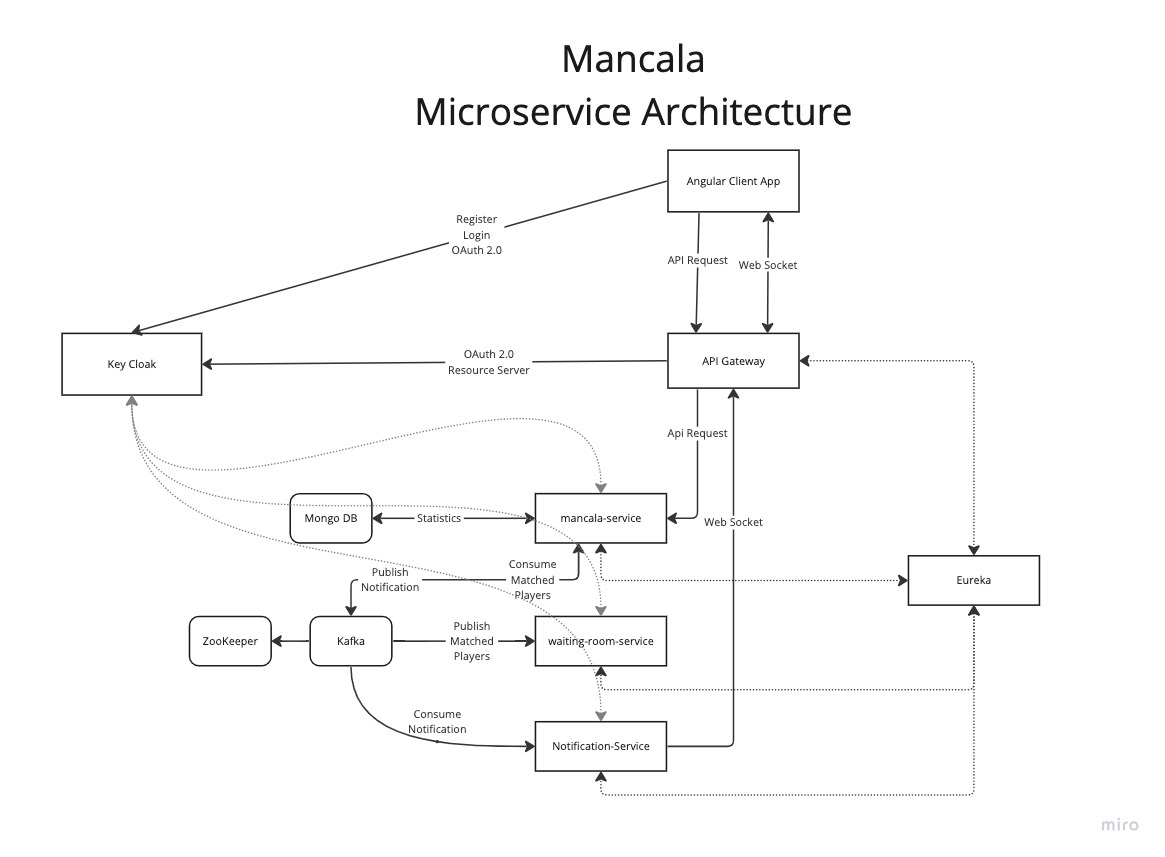 Mancala
Microservice Architecture
Angular Client App
Register
Login
OAuth 2.0
API Request
Web Socket
Key Cloak
OAuth 2.0
Resource Server
API Gateway
Api Request
Mongo DB
Statistics
mancala-service
Web Socket
Publish
Notification
Consume
Matched
Players
Eureka
ZooKeeper
Kafka
Publish
Matched
Players
waiting-room-service
Consume
Notification
Notification-Service
miro